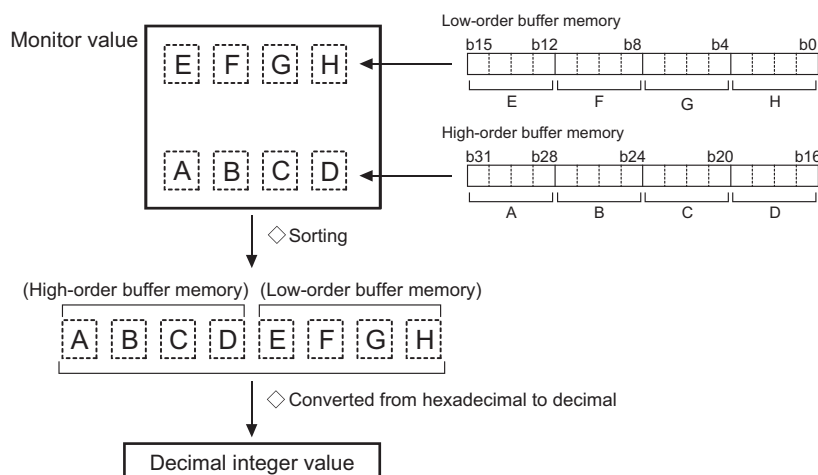 Monitor value
E F G H
A B C D
Low-order buffer memory
b15 b12 b8 b4 b0
E F G H
High-order buffer memory
b31 b28 b24 b20 b16
A B C D
◇ Sorting
(High-order buffer memory) (Low-order buffer memory)
A B C D E F G H
◇ Converted from hexadecimal to decimal
Decimal integer value